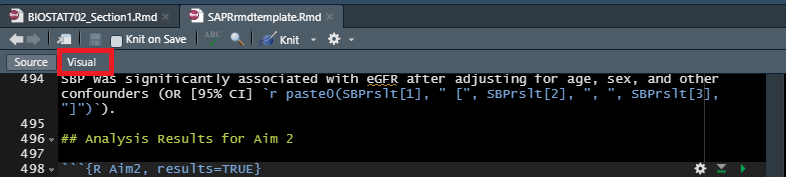 BIOSTAT702_Section1.Rmd SAPRrmdtemplate.Rmd
Knit on Save ABC Knit
Source Visual
494 SBP was significantly associated with eGFR after adjusting for age, sex, and other
confounders (OR [95% CI] `r paste0(SBPrslt[1], " [", SBPrslt[2], ", ", SBPrslt[3],
"]")`).
495
496 ## Analysis Results for Aim 2
497
498 ```{R Aim2, results=TRUE}